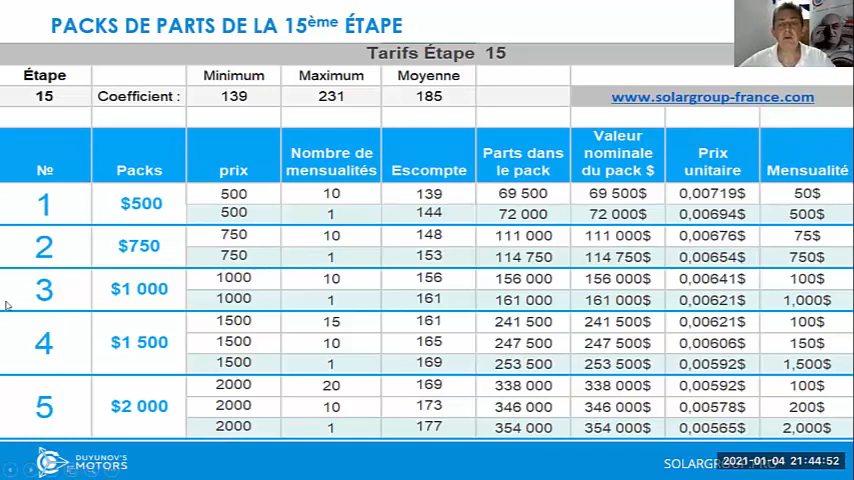 PACKS DE PARTS DE LA 15ème ÉTAPE
Tarifs Étape 15
Étape Minimum Maximum Moyenne
15 Coefficient : 139 231 185 www.solargroup-france.com
№ Packs prix Nombre de mensualités Escompte Parts dans le pack Valeur nominale du pack $ Prix unitaire Mensualité
1 $500 500 10 139 69 500 69 500$ 0,00719$ 50$
500 1 144 72 000 72 000$ 0,00694$ 500$
2 $750 750 10 148 111 000 111 000$ 0,00676$ 75$
750 1 153 114 750 114 750$ 0,00654$ 750$
3 $1 000 1000 10 156 156 000 156 000$ 0,00641$ 100$
1000 1 161 161 000 161 000$ 0,00621$ 1,000$
4 $1 500 1500 15 161 241 500 241 500$ 0,00621$ 100$
1500 10 165 247 500 247 500$ 0,00606$ 150$
1500 1 169 253 500 253 500$ 0,00592$ 1,500$
5 $2 000 2000 20 169 338 000 338 000$ 0,00592$ 100$
2000 10 173 346 000 346 000$ 0,00578$ 200$
2000 1 177 354 000 354 000$ 0,00565$ 2,000$
DUYUNOV'S
MOTORS
2021-01-04 21:44:52